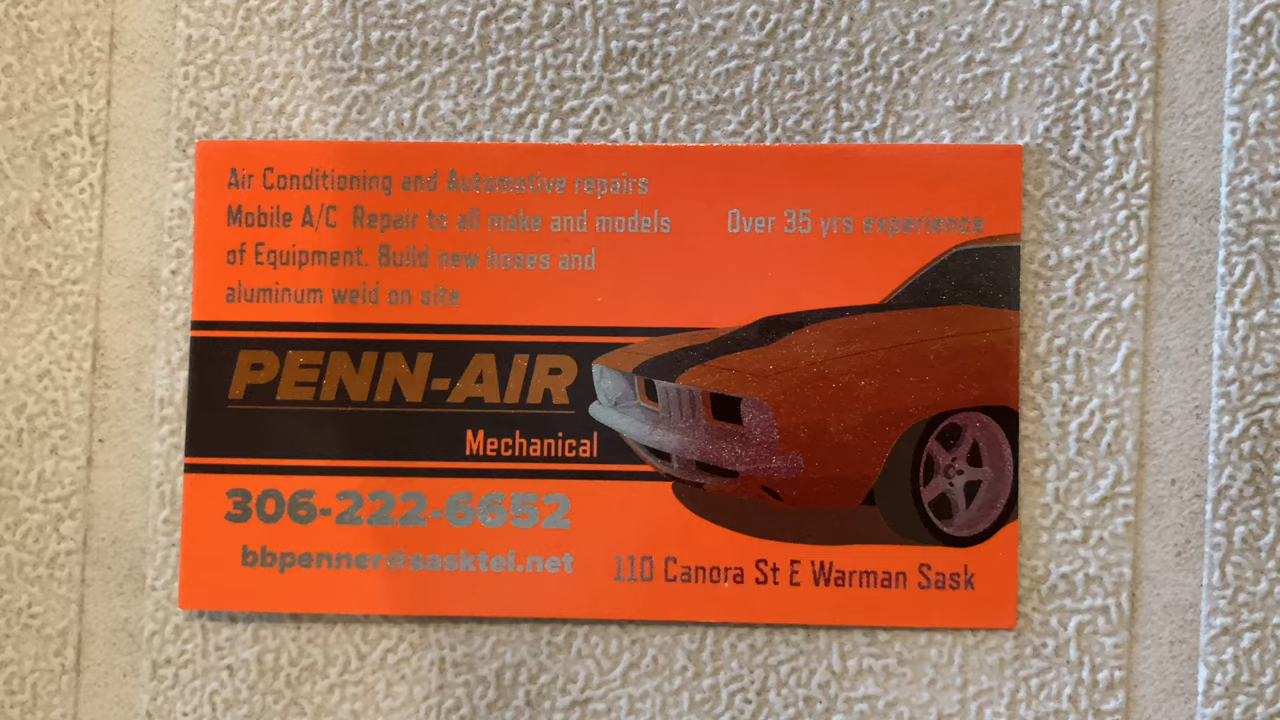 Air Conditioning and Automotive repairs
Mobile A/C Repair to all make and models
of Equipment. Build new hoses and
aluminum weld on site
Over 35 yrs experience
PENN-AIR
Mechanical
306-222-6652
bbpenner@sasktel.net
110 Canora St E Warman Sask